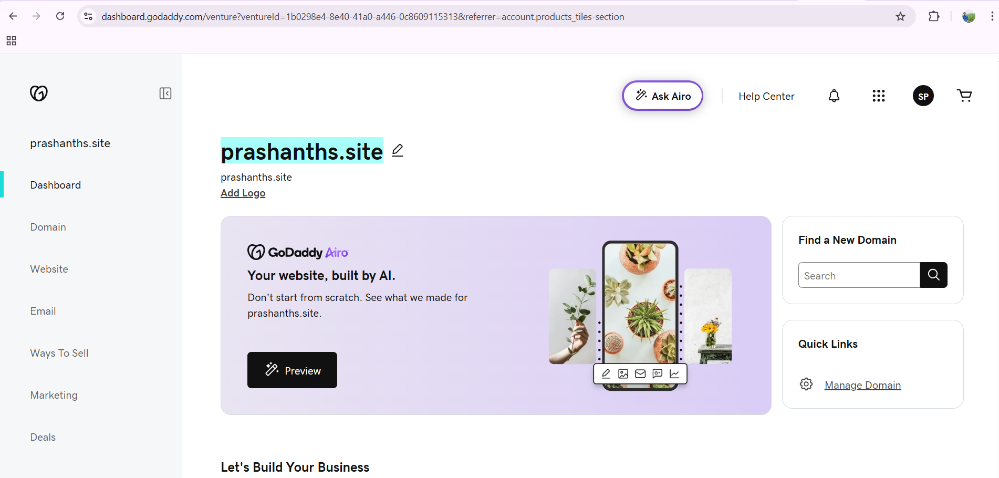 dashboard.godaddy.com/venture?ventureId=1b0298e4-8e40-41a0-a446-0c8609115313&referrer=account.products_tiles-section
Ask Airo
Help Center
SP
prashanths.site
Dashboard
Domain
Website
Email
Ways To Sell
Marketing
Deals
prashanths.site
prashanths.site
Add Logo
GoDaddy Airo
Your website, built by AI.
Don't start from scratch. See what we made for
prashanths.site.
Preview
Find a New Domain
Search
Quick Links
Manage Domain
Let's Build Your Business